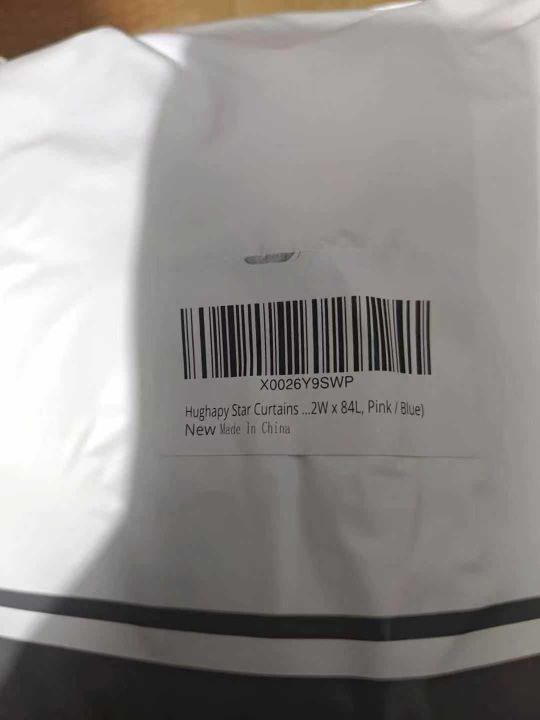 X0026Y9SWP
Hughapy Star Curtains ...2W x 84L, Pink / Blue)
New Made In China